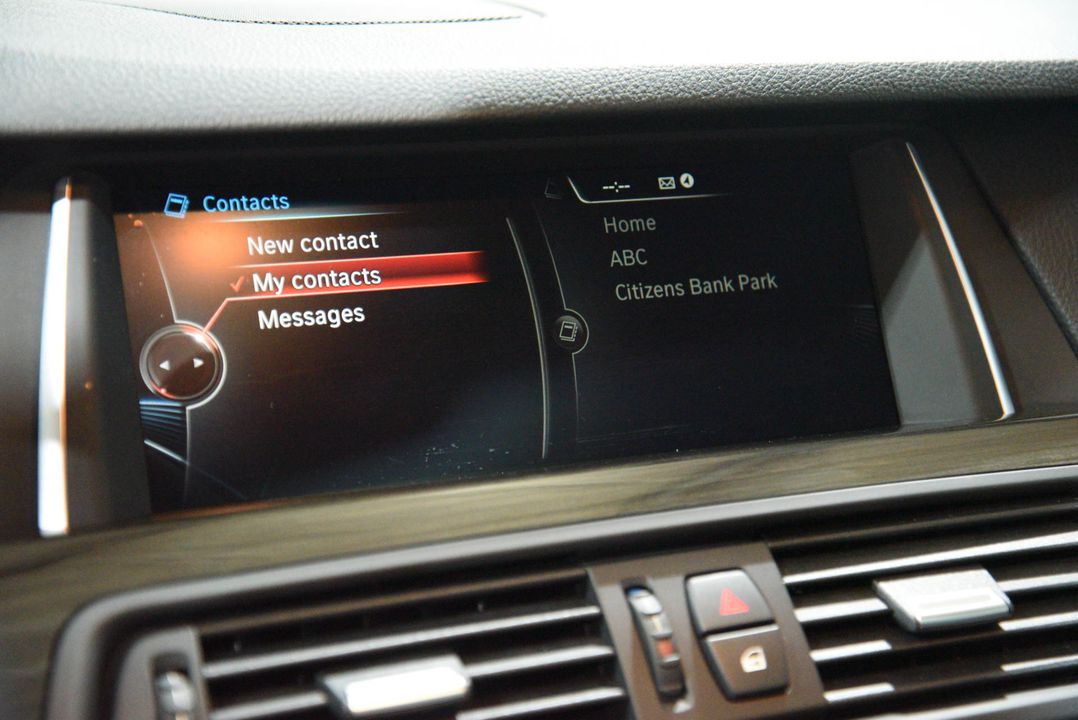 Contacts
New contact
My contacts
Messages
--:--
Home
ABC
Citizens Bank Park